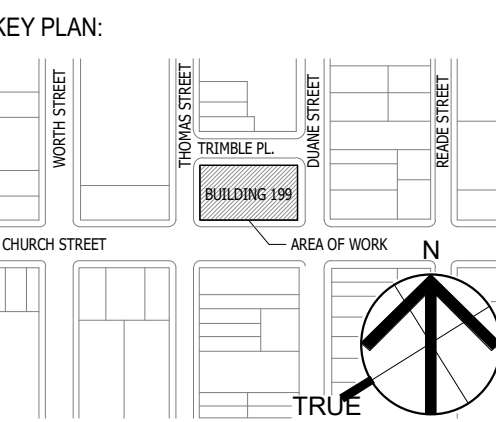 KEY PLAN:
WORTH STREET
THOMAS STREET
DUANE STREET
READE STREET
TRIMBLE PL.
BUILDING 199
CHURCH STREET
AREA OF WORK
N
TRUE